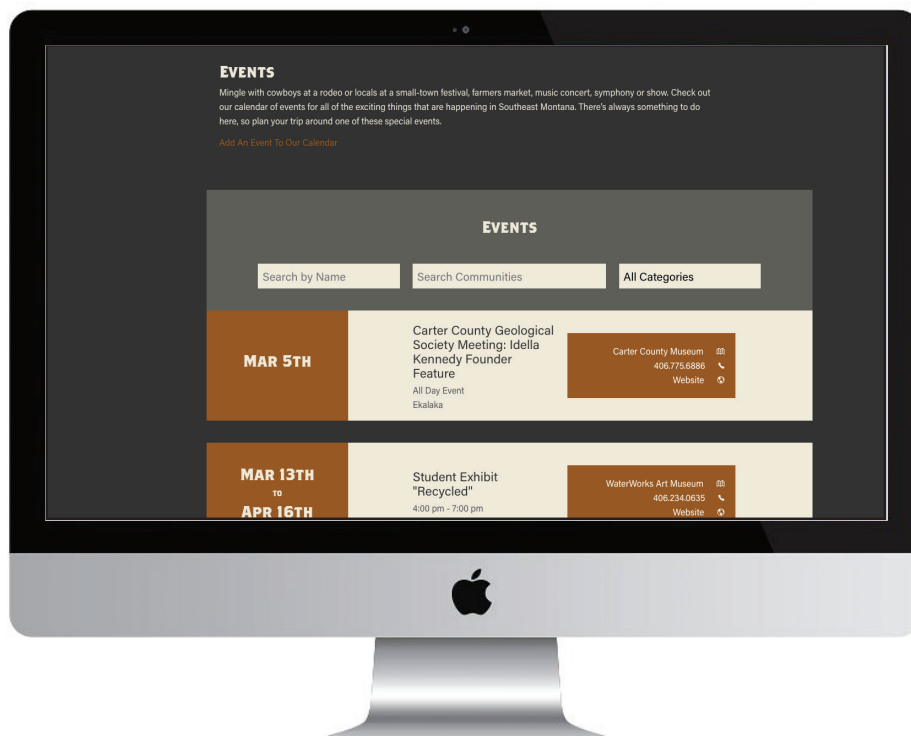 Events
Mingle with cowboys at a rodeo or locals at a small-town festival, farmers market, music concert, symphony or show. Check out
our calendar of events for all of the exciting things that are happening in Southeast Montana. There's always something to do
here, so plan your trip around one of these special events.
Add An Event To Our Calendar
Events
Search by Name
Search Communities
All Categories
Mar 5th
Carter County Geological
Society Meeting: Idella
Kennedy Founder
Feature
All Day Event
Ekalaka
Carter County Museum
406.775.6886
Website
Mar 13th
to
Apr 16th
Student Exhibit
"Recycled"
4:00 pm - 7:00 pm
WaterWorks Art Museum
406.234.0635
Website